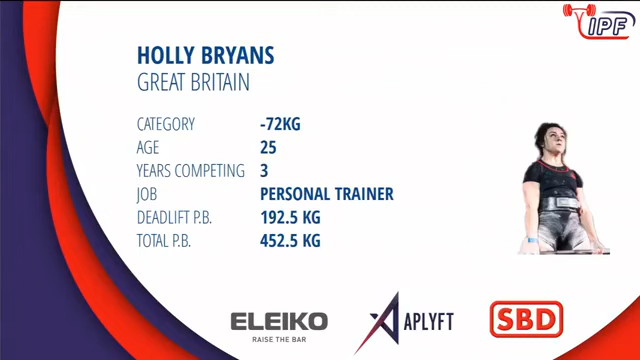 IPF
HOLLY BRYANS
GREAT BRITAIN
CATEGORY -72KG
AGE 25
YEARS COMPETING 3
JOB PERSONAL TRAINER
DEADLIFT P.B. 192.5 KG
TOTAL P.B. 452.5 KG
ELEIKO APLYFT SBD
RAISE THE BAR